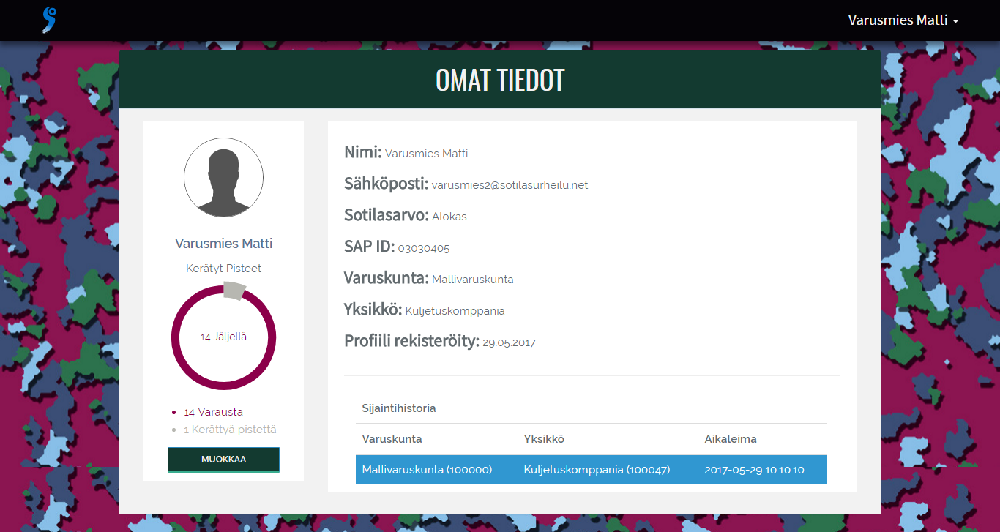 Varusmies Matti
OMAT TIEDOT
Varusmies Matti
Kerätyt Pisteet
14 Jäljellä
14 Varausta
1 Kerättyä pistettä
MUOKKAA
Nimi: Varusmies Matti
Sähköposti: varusmies2@sotilasurheilu.net
Sotilasarvo: Alokas
SAP ID: 03030405
Varuskunta: Mallivaruskunta
Yksikkö: Kuljetuskomppania
Profiili rekisteröity: 29.05.2017
Sijaintihistoria
Varuskunta Yksikkö Aikaleima
Mallivaruskunta (100000) Kuljetuskomppania (100047) 2017-05-29 10:10:10